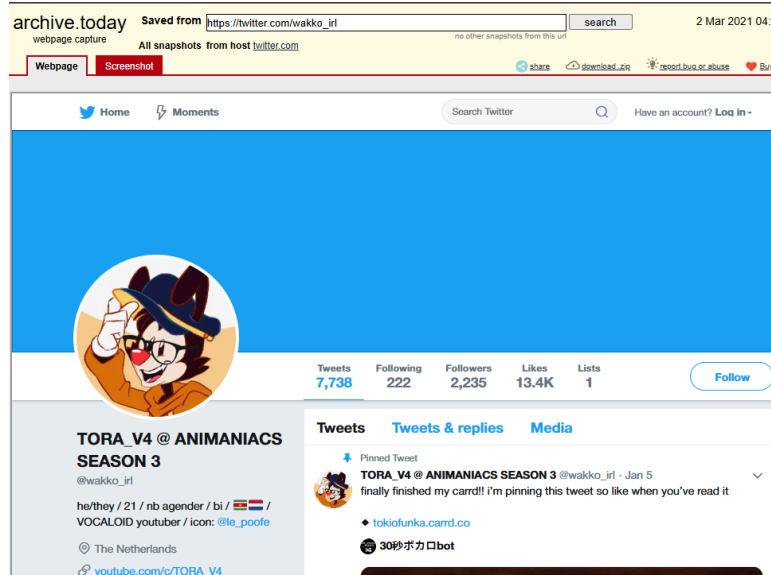 archive.today
webpage capture
Saved from https://twitter.com/wakko_irl search 2 Mar 2021 04:
no other snapshots from this url
All snapshots from host twitter.com
Webpage Screenshot
share download .zip report bug or abuse Bu
Home Moments Search Twitter Have an account? Log in
Tweets Following Followers Likes Lists
7,738 222 2,235 13.4K 1
Follow
TORA_V4 @ ANIMANIACS
SEASON 3
@wakko_irl
he/they / 21 / nb agender / bi / 🇸🇷🇳🇱 /
VOCALOID youtuber / icon: @le_poofe
The Netherlands
youtube.com/c/TORA_V4
Tweets Tweets & replies Media
Pinned Tweet
TORA_V4 @ ANIMANIACS SEASON 3 @wakko_irl · Jan 5
finally finished my carrd!! i'm pinning this tweet so like when you've read it
◆ tokiofunka.carrd.co
30秒ボカロbot